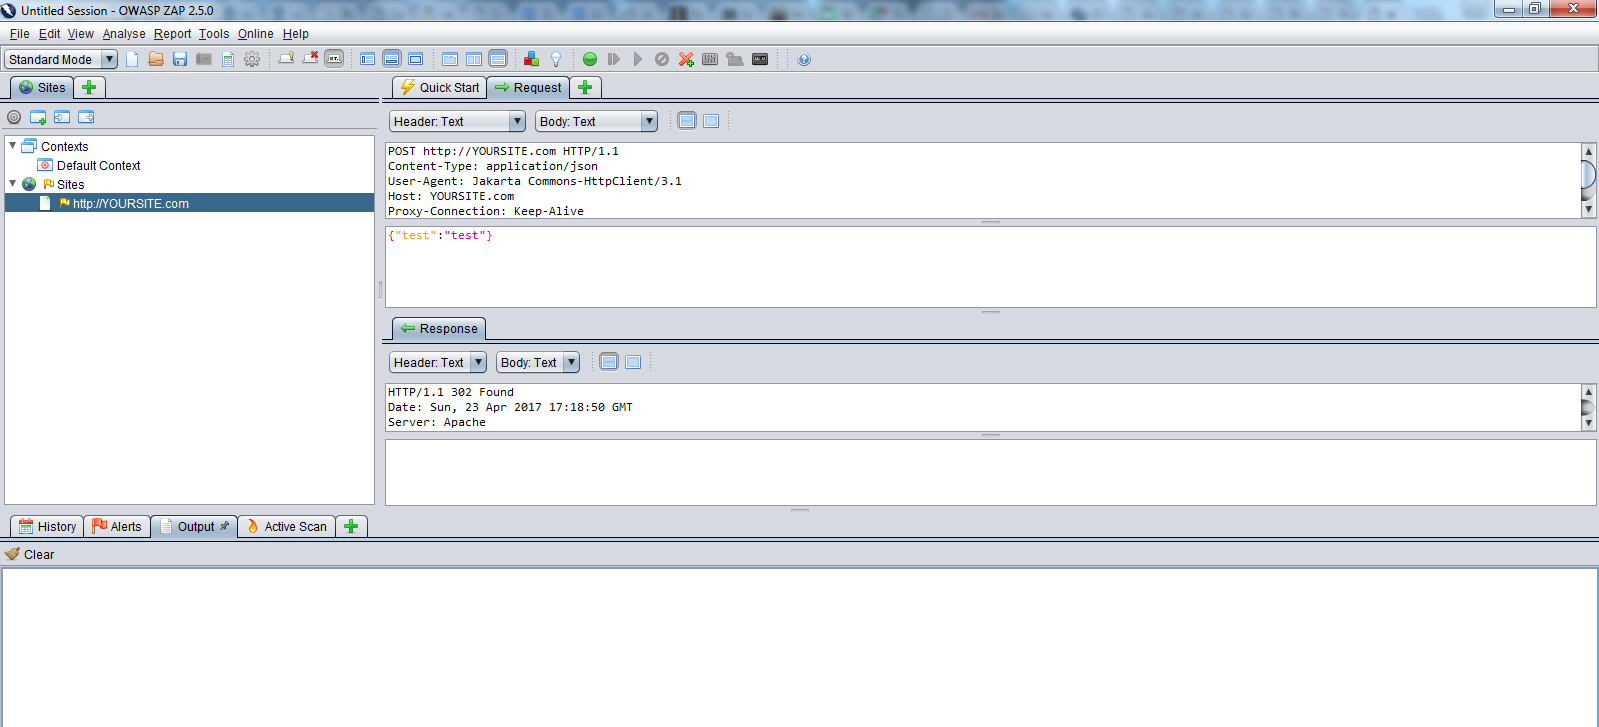 Untitled Session - OWASP ZAP 2.5.0
File Edit View Analyse Report Tools Online Help
Standard Mode
Sites
Quick Start Request
Header: Text Body: Text
Contexts
Default Context
Sites
http://YOURSITE.com
POST http://YOURSITE.com HTTP/1.1
Content-Type: application/json
User-Agent: Jakarta Commons-HttpClient/3.1
Host: YOURSITE.com
Proxy-Connection: Keep-Alive
{"test":"test"}
Response
Header: Text Body: Text
HTTP/1.1 302 Found
Date: Sun, 23 Apr 2017 17:18:50 GMT
Server: Apache
History Alerts Output Active Scan
Clear